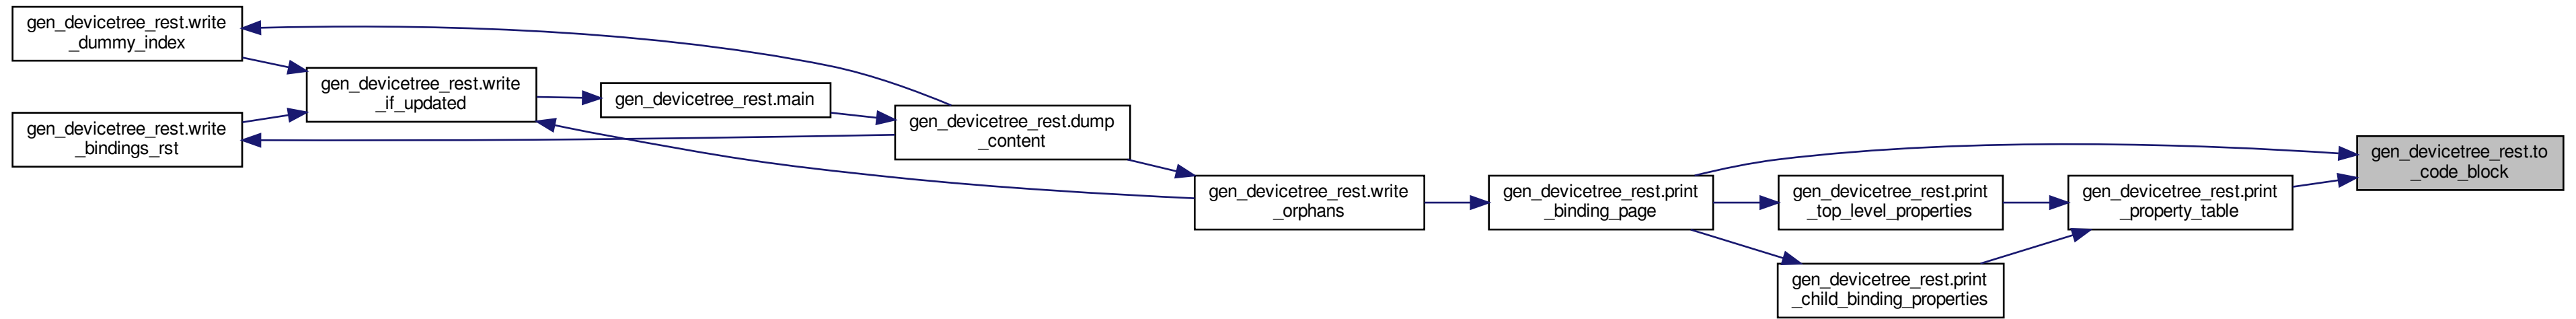 gen_devicetree_rest.write
_dummy_index
gen_devicetree_rest.write
_if_updated
gen_devicetree_rest.main
gen_devicetree_rest.write
_bindings_rst
gen_devicetree_rest.dump
_content
gen_devicetree_rest.write
_orphans
gen_devicetree_rest.print
_binding_page
gen_devicetree_rest.print
_top_level_properties
gen_devicetree_rest.print
_property_table
gen_devicetree_rest.to
_code_block
gen_devicetree_rest.print
_child_binding_properties